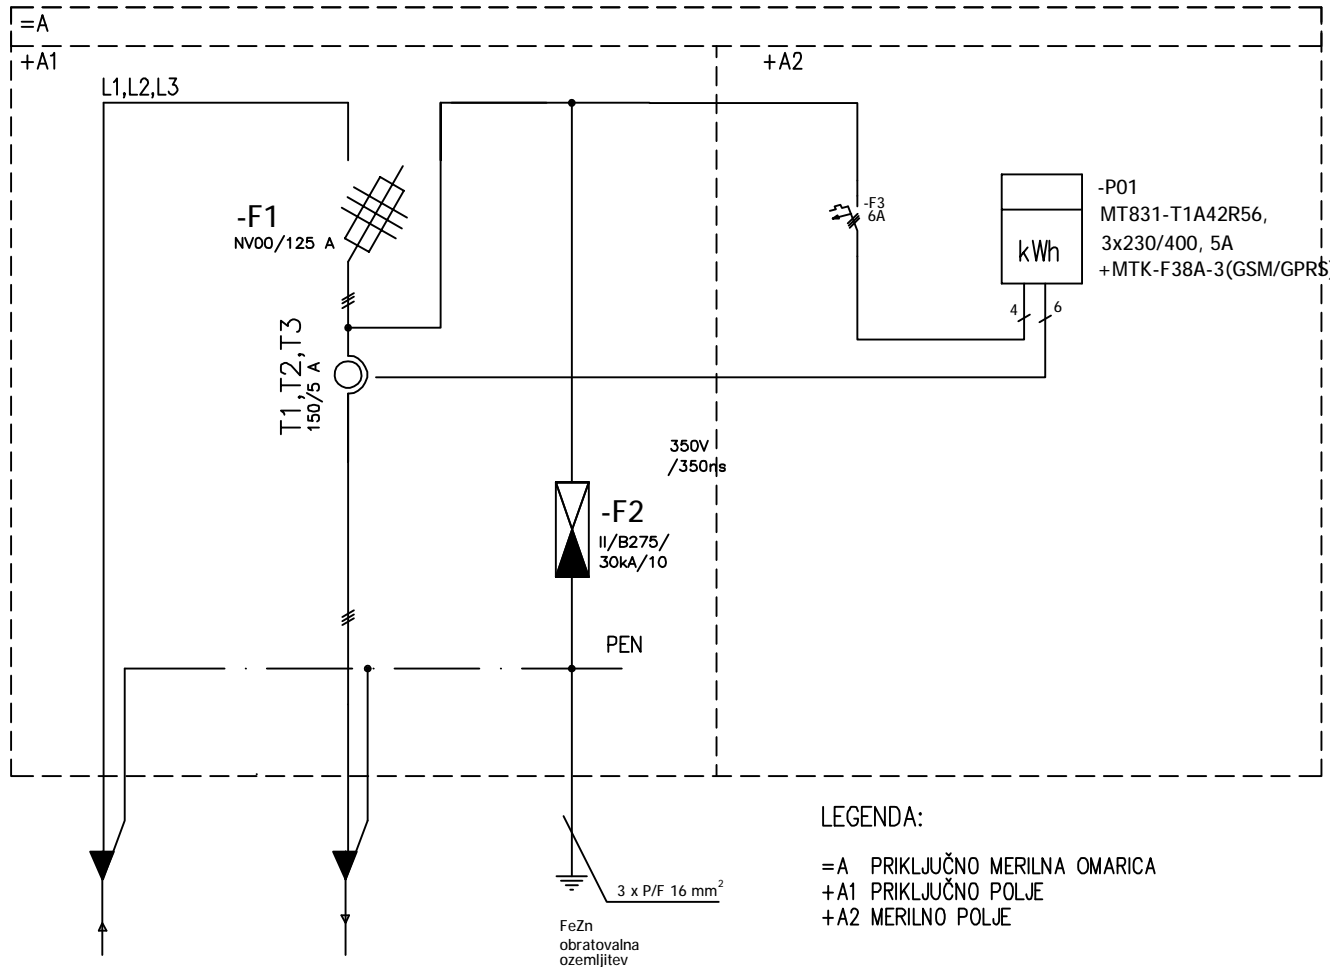 =A
+A1
+A2
L1,L2,L3
-F1
NV00/125 A
-F3
6A
-P01
MT831-T1A42R56,
3x230/400, 5A
+MTK-F38A-3(GSM/GPRS)
kWh
4
6
T1,T2,T3
150/5 A
350V
/350ns
-F2
II/B275/
30kA/10
PEN
3 x P/F 16 mm²
FeZn
obratovalna
ozemljitev
LEGENDA:
=A PRIKLJUČNO MERILNA OMARICA
+A1 PRIKLJUČNO POLJE
+A2 MERILNO POLJE